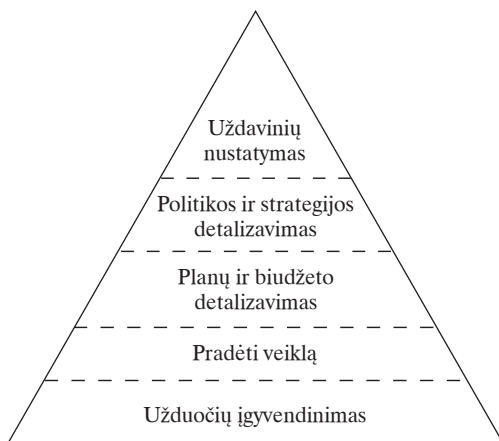 Uždavinių
nustatymas
Politikos ir strategijos
detalizavimas
Planų ir biudžeto
detalizavimas
Pradėti veiklą
Užduočių įgyvendinimas